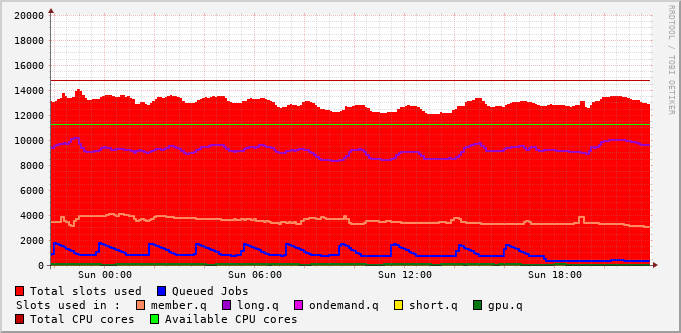 20000
18000
16000
14000
12000
10000
8000
6000
4000
2000
0
Sun 00:00 Sun 06:00 Sun 12:00 Sun 18:00
RRDTOOL / TOBI OETIKER
Total slots used Queued Jobs
Slots used in : member.q long.q ondemand.q short.q gpu.q
Total CPU cores Available CPU cores